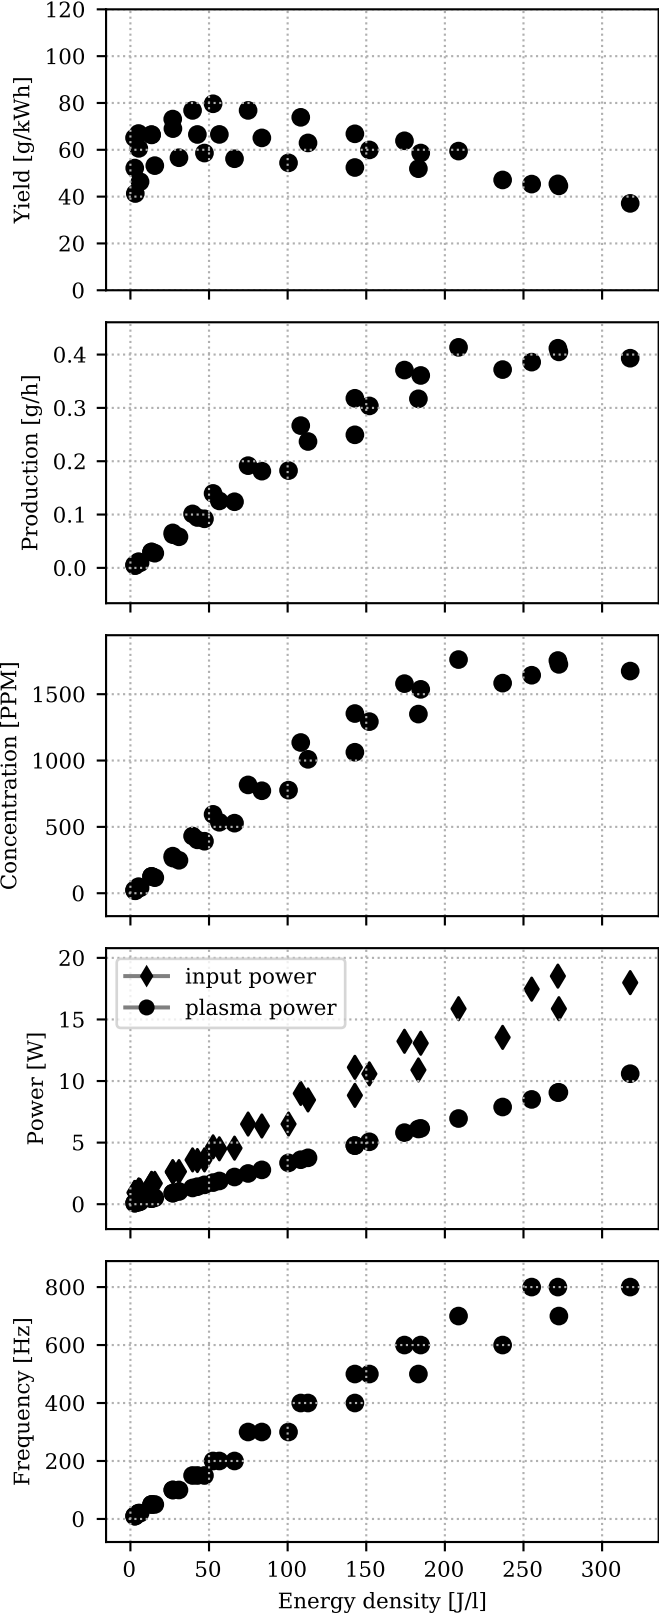 120
100
80
60
40
20
0
Yield [g/kWh]
0.4
0.3
0.2
0.1
0.0
Production [g/h]
1500
1000
500
0
Concentration [PPM]
20
15
10
5
0
Power [W]
input power
plasma power
800
600
400
200
0
Frequency [Hz]
0 50 100 150 200 250 300
Energy density [J/l]